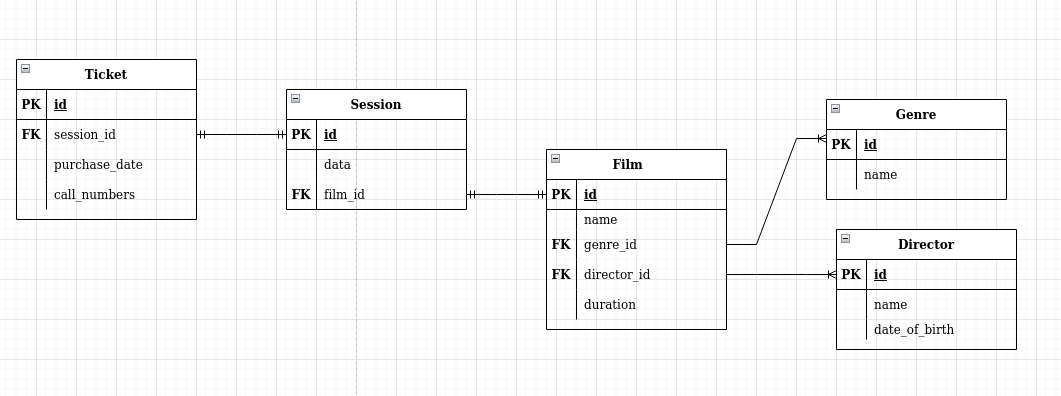 Ticket
PK id
FK session_id
purchase_date
call_numbers
Session
PK id
data
FK film_id
Film
PK id
name
FK genre_id
FK director_id
duration
Genre
PK id
name
Director
PK id
name
date_of_birth